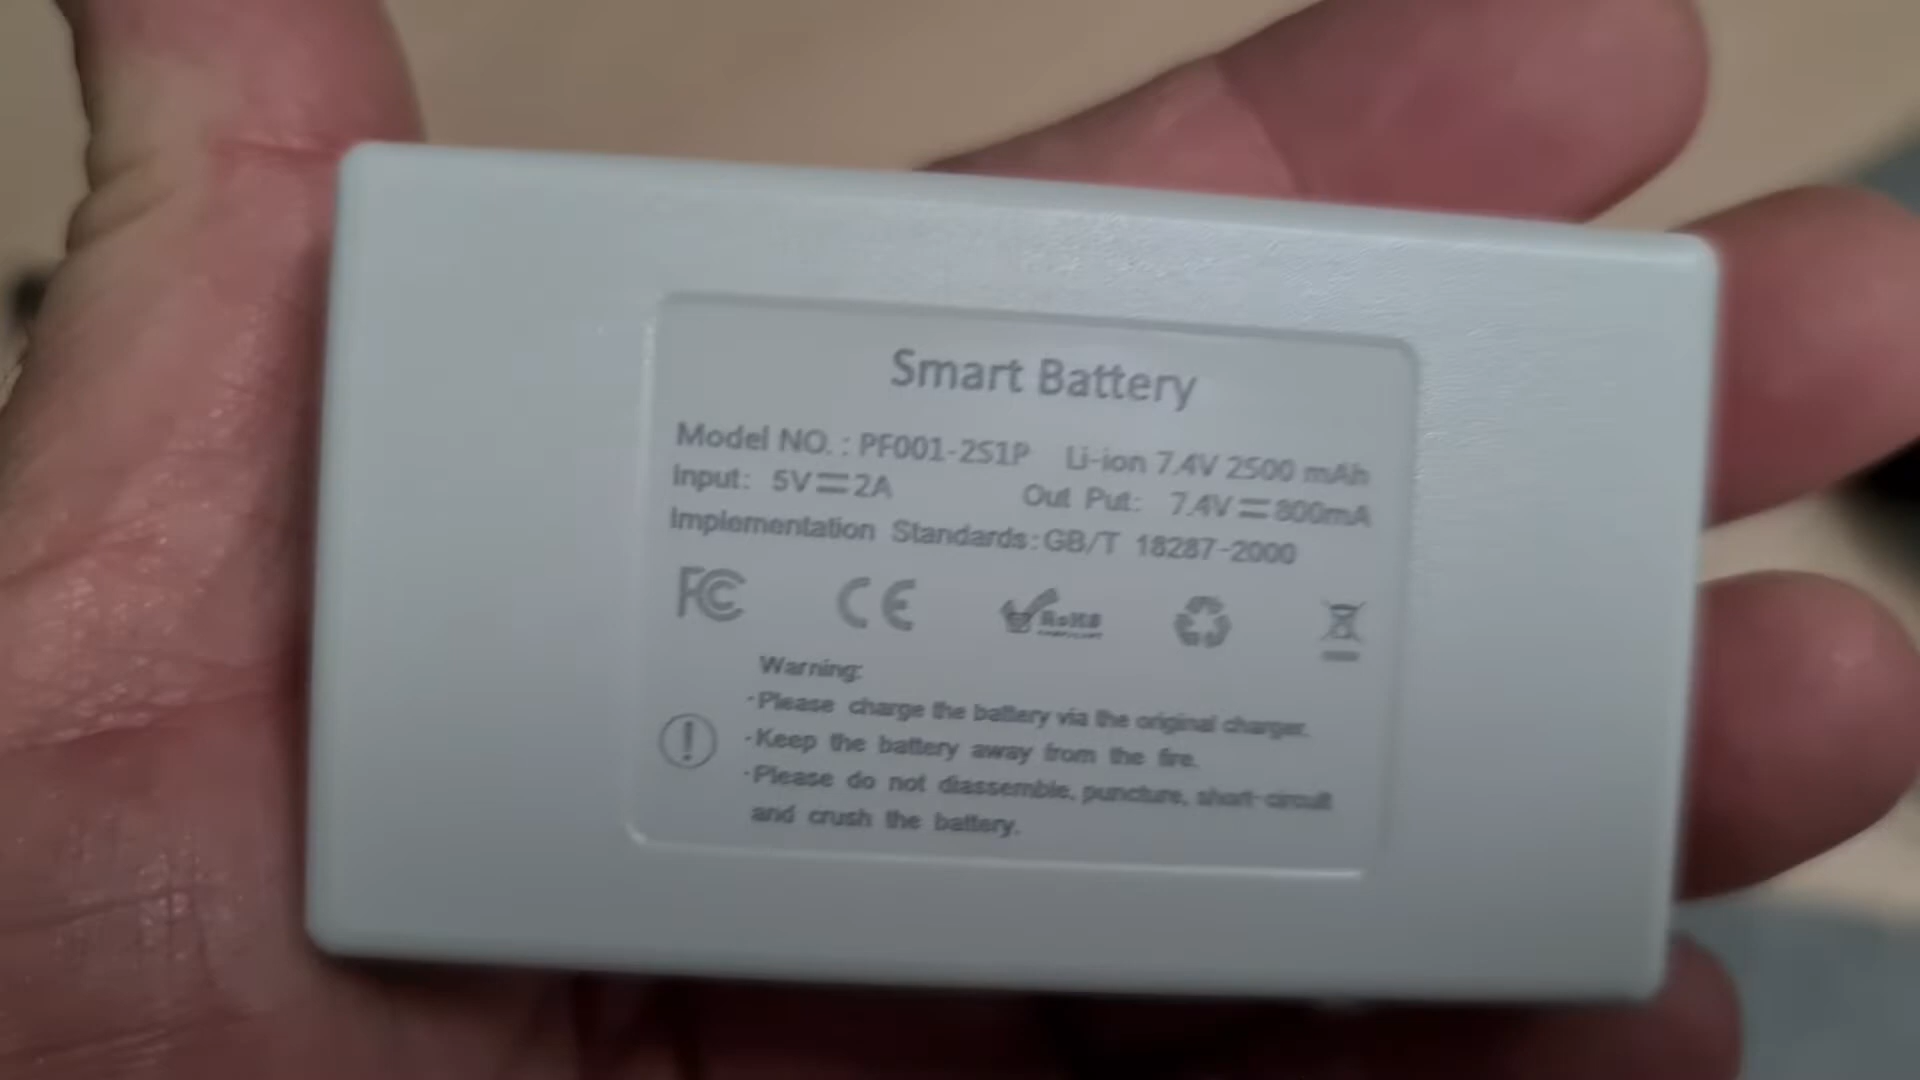 Smart Battery
Model NO. : PF001-2S1P Li-ion 7.4V 2500 mAh
Input: 5V⎓2A Out Put: 7.4V⎓800mA
Implementation Standards:GB/T 18287-2000
FC CE RoHS
Warning:
·Please charge the battery via the original charger.
·Keep the battery away from the fire.
·Please do not diassemble, puncture, short-circuit
and crush the battery.